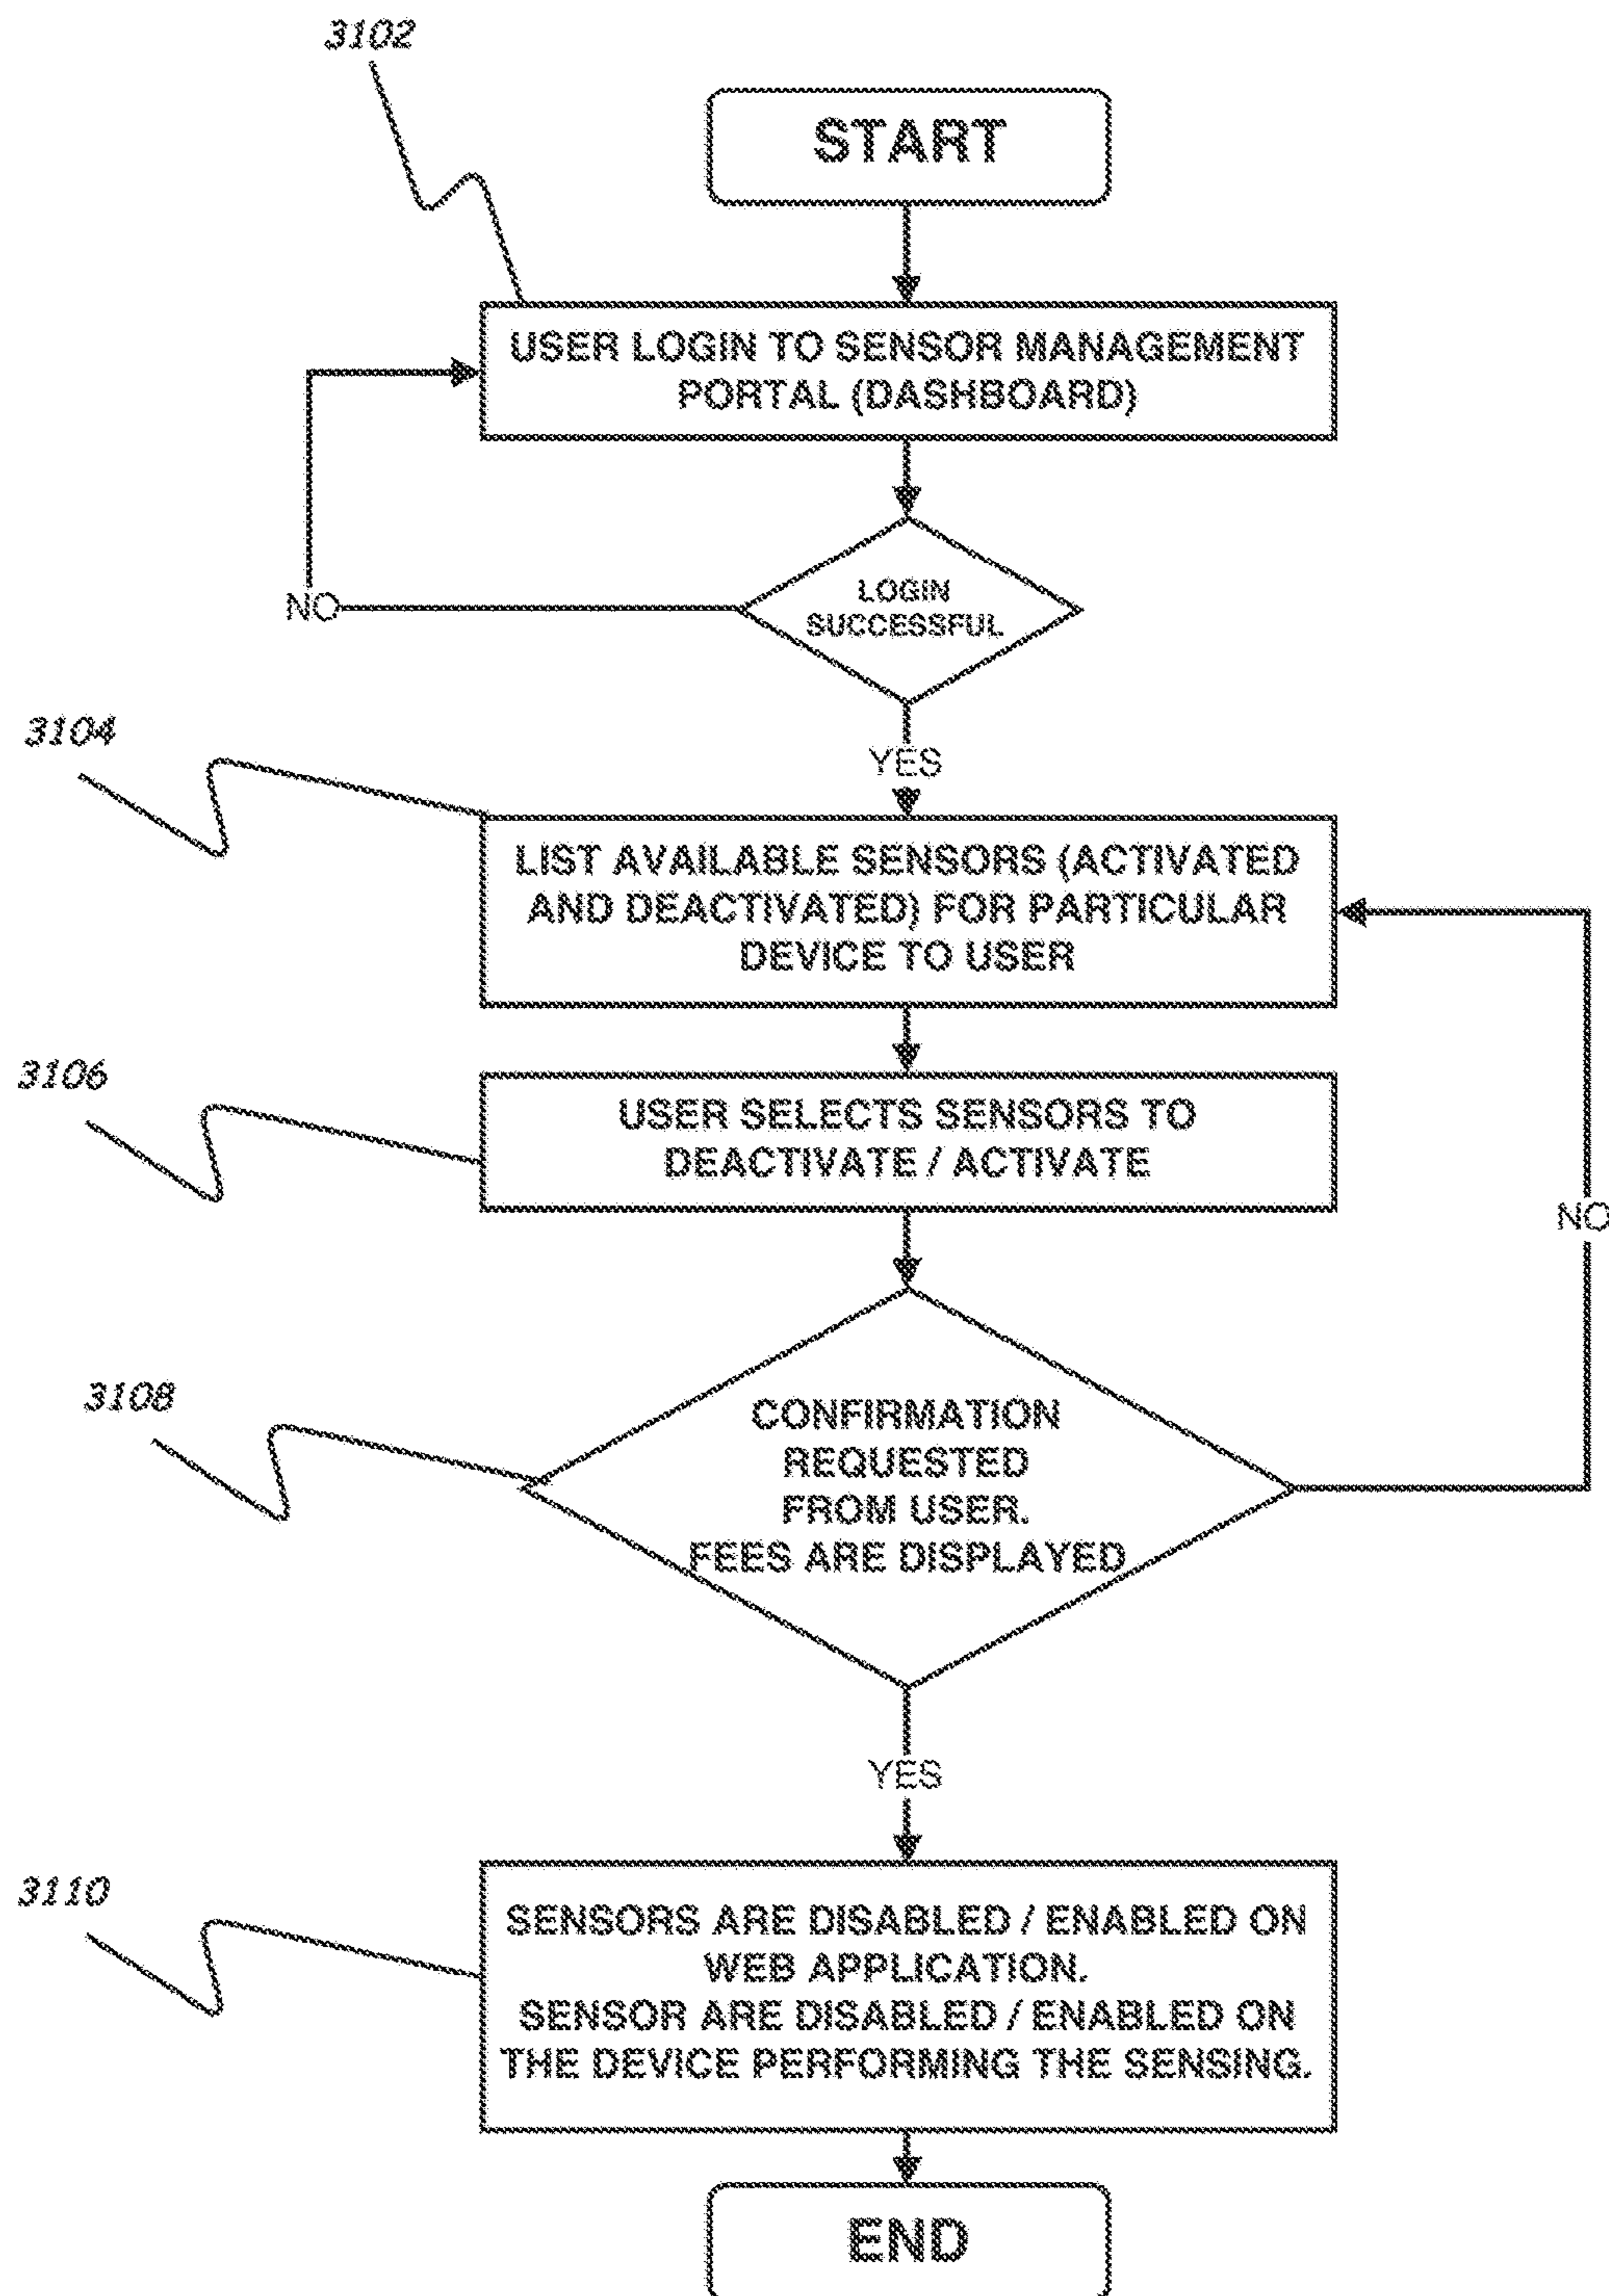 3102
START
USER LOGIN TO SENSOR MANAGEMENT
PORTAL (DASHBOARD)
LOGIN
SUCCESSFUL
NO
YES
3104
LIST AVAILABLE SENSORS (ACTIVATED
AND DEACTIVATED) FOR PARTICULAR
DEVICE TO USER
3106
USER SELECTS SENSORS TO
DEACTIVATE / ACTIVATE
NO
3108
CONFIRMATION
REQUESTED
FROM USER.
FEES ARE DISPLAYED
YES
3110
SENSORS ARE DISABLED / ENABLED ON
WEB APPLICATION.
SENSOR ARE DISABLED / ENABLED ON
THE DEVICE PERFORMING THE SENSING.
END